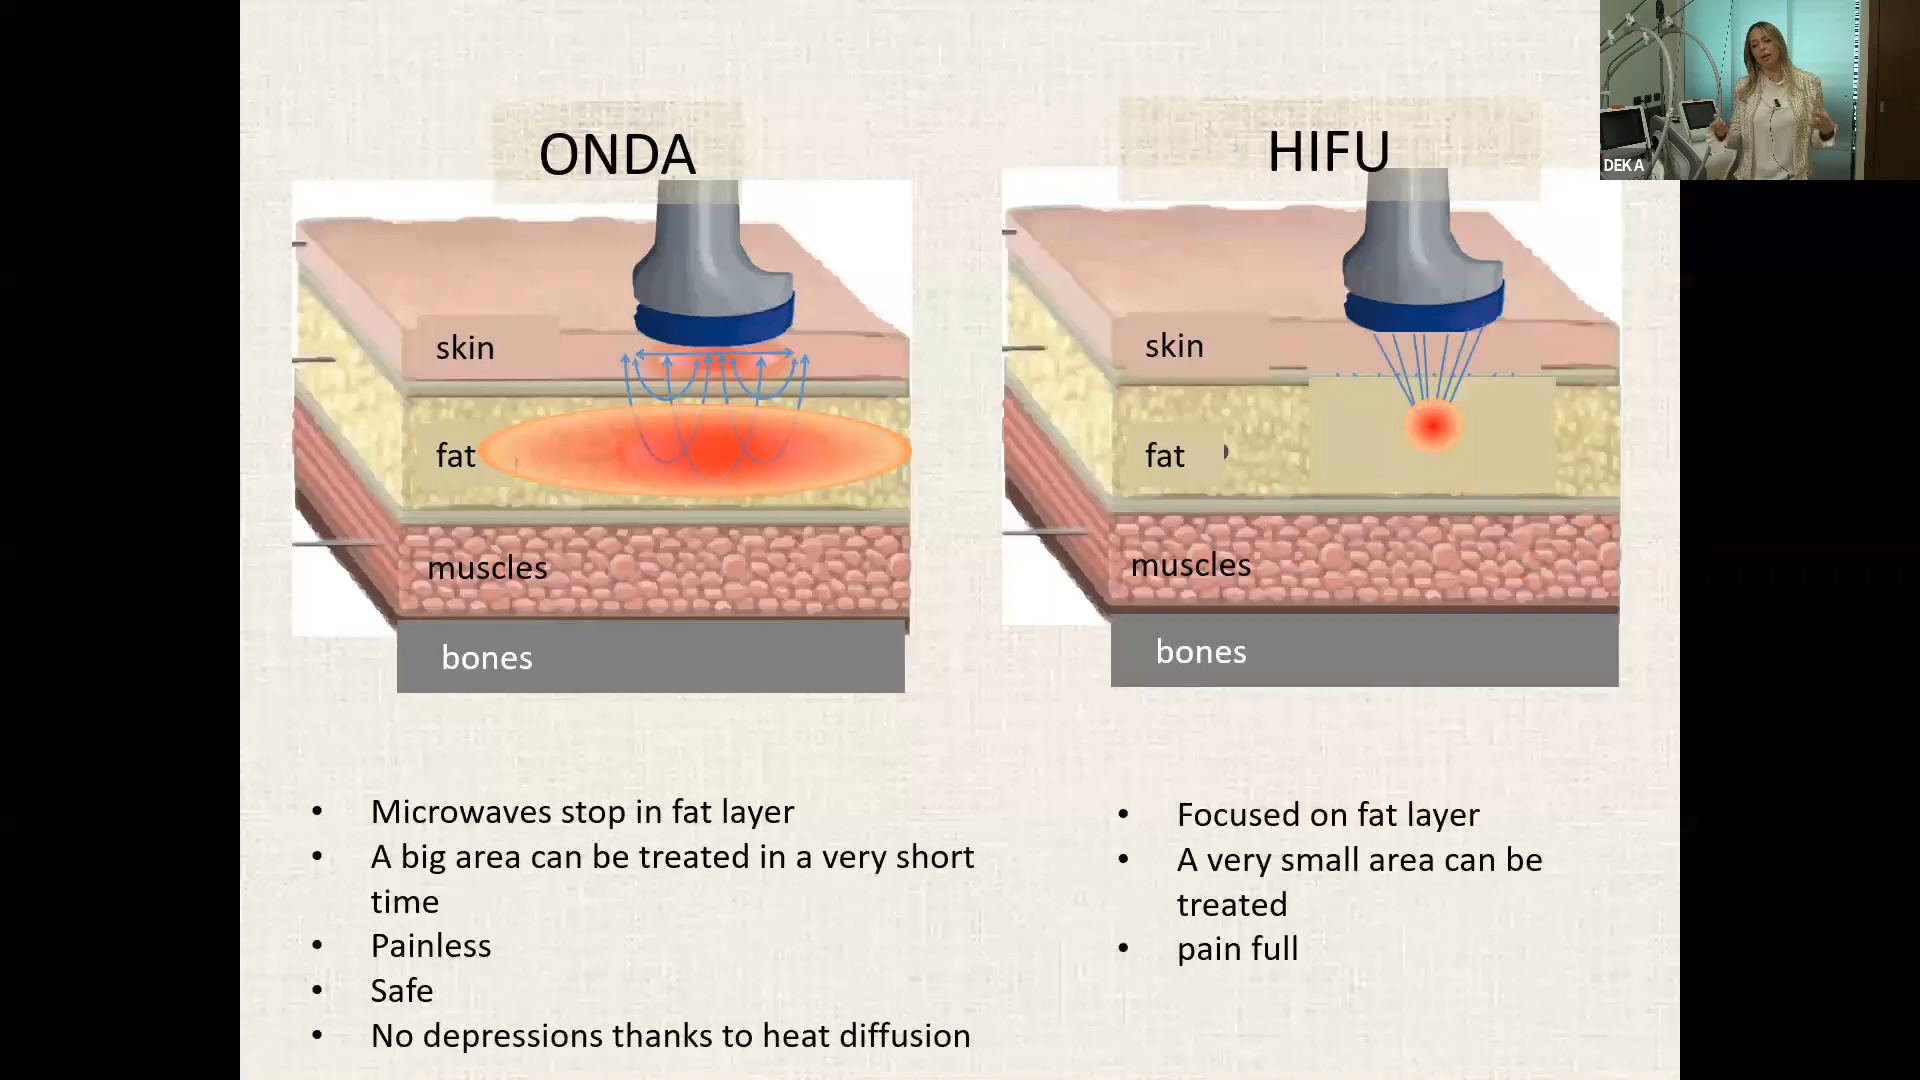 ONDA
HIFU
DEKA
skin
fat
muscles
bones
skin
fat
muscles
bones
• Microwaves stop in fat layer
• A big area can be treated in a very short
time
• Painless
• Safe
• No depressions thanks to heat diffusion
• Focused on fat layer
• A very small area can be
treated
• pain full